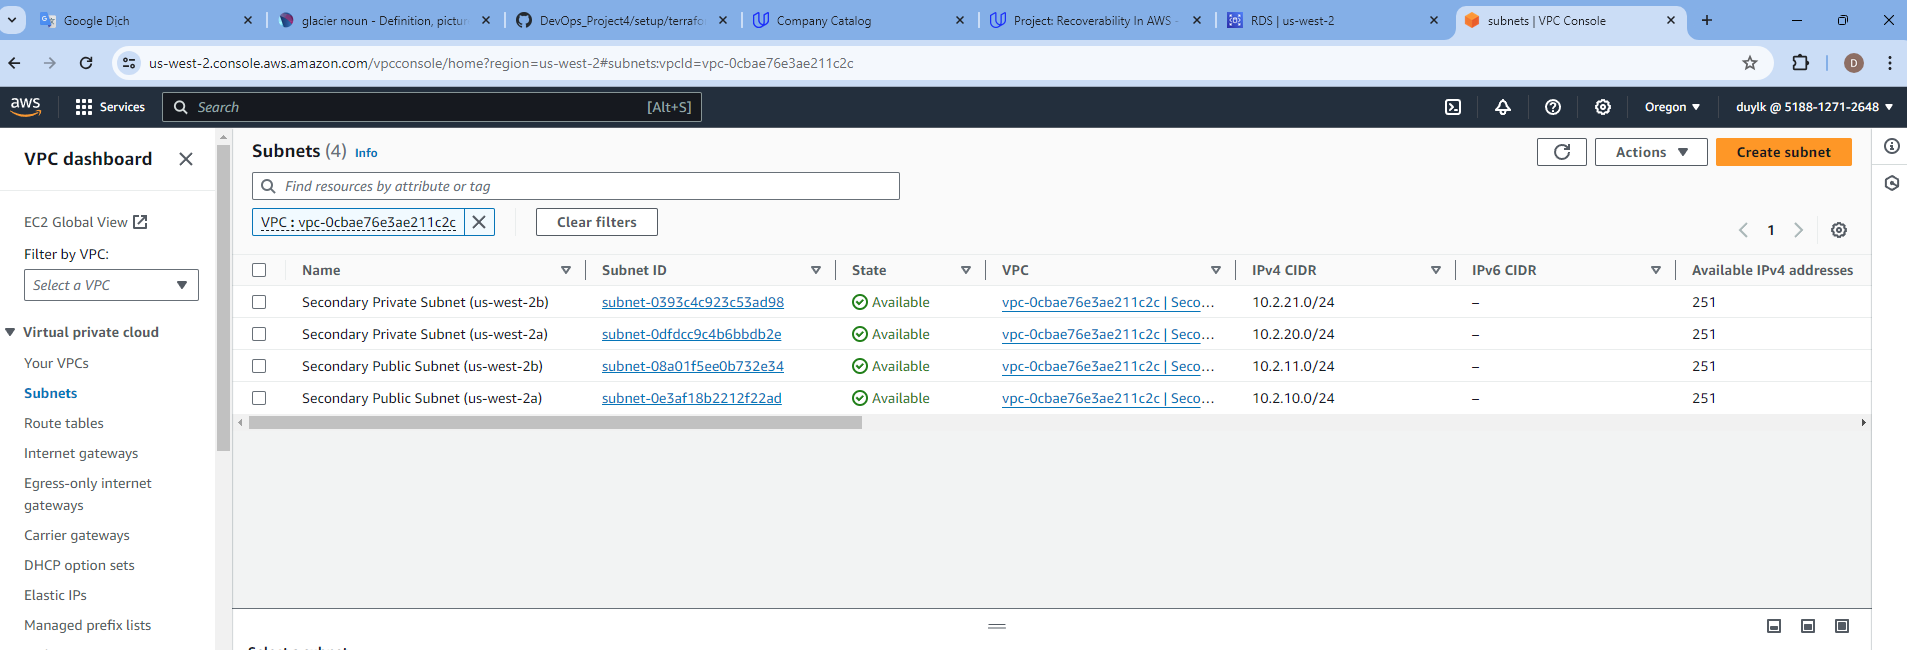 Google Dịch
glacier noun - Definition, pictur
DevOps_Project4/setup/terrafo
Company Catalog
Project: Recoverability In AWS -
RDS | us-west-2
subnets | VPC Console
us-west-2.console.aws.amazon.com/vpcconsole/home?region=us-west-2#subnets:vpcId=vpc-0cbae76e3ae211c2c
D
aws
Services
Search
[Alt+S]
Oregon
duylk @ 5188-1271-2648
VPC dashboard
EC2 Global View
Filter by VPC:
Select a VPC
Virtual private cloud
Your VPCs
Subnets
Route tables
Internet gateways
Egress-only internet
gateways
Carrier gateways
DHCP option sets
Elastic IPs
Managed prefix lists
Subnets (4) Info
Actions
Create subnet
Find resources by attribute or tag
VPC : vpc-0cbae76e3ae211c2c
Clear filters
1
Name Subnet ID State VPC IPv4 CIDR IPv6 CIDR Available IPv4 addresses
Secondary Private Subnet (us-west-2b) subnet-0393c4c923c53ad98 Available vpc-0cbae76e3ae211c2c | Seco... 10.2.21.0/24 – 251
Secondary Private Subnet (us-west-2a) subnet-0dfdcc9c4b6bbdb2e Available vpc-0cbae76e3ae211c2c | Seco... 10.2.20.0/24 – 251
Secondary Public Subnet (us-west-2b) subnet-08a01f5ee0b732e34 Available vpc-0cbae76e3ae211c2c | Seco... 10.2.11.0/24 – 251
Secondary Public Subnet (us-west-2a) subnet-0e3af18b2212f22ad Available vpc-0cbae76e3ae211c2c | Seco... 10.2.10.0/24 – 251
Select a subnet